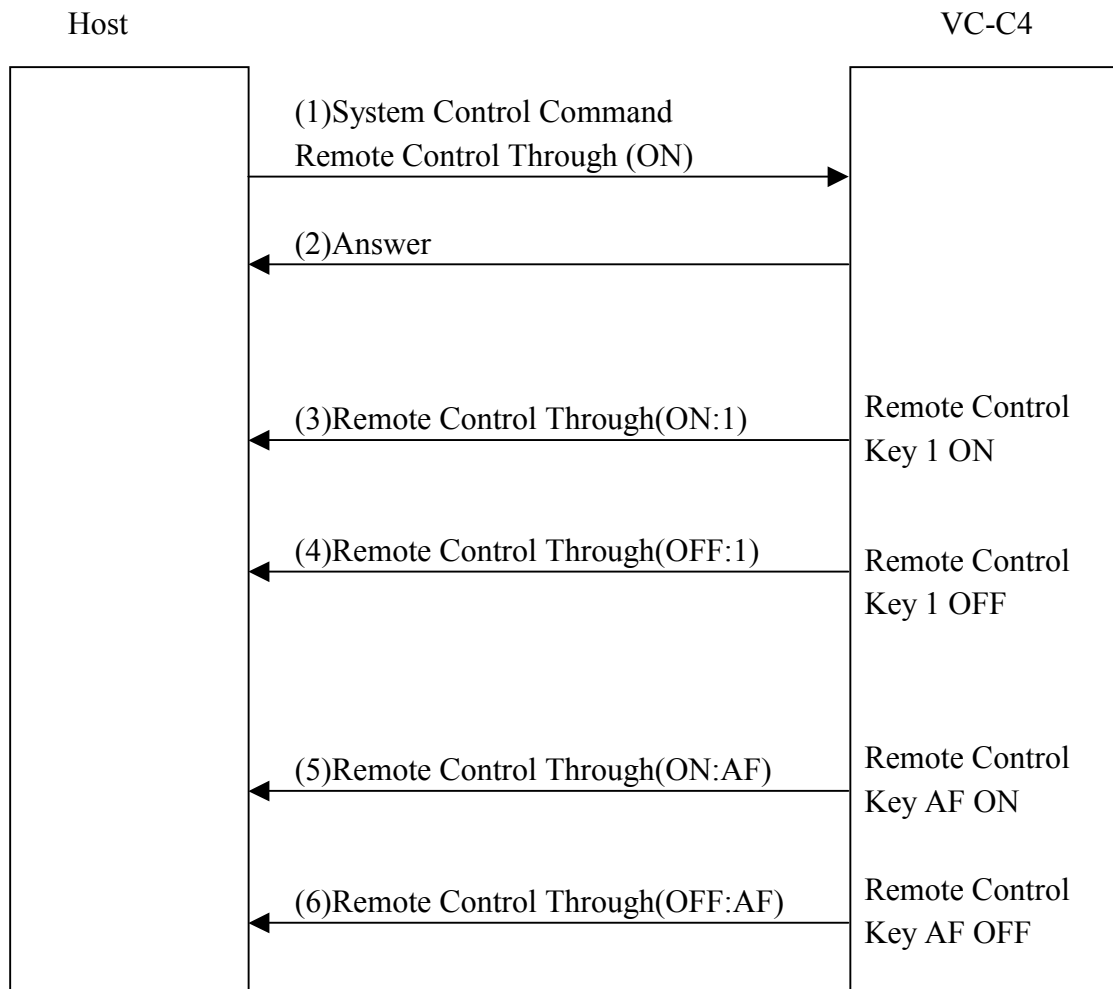 Host
VC-C4
(1)System Control Command
Remote Control Through (ON)
(2)Answer
(3)Remote Control Through(ON:1)
Remote Control
Key 1 ON
(4)Remote Control Through(OFF:1)
Remote Control
Key 1 OFF
(5)Remote Control Through(ON:AF)
Remote Control
Key AF ON
(6)Remote Control Through(OFF:AF)
Remote Control
Key AF OFF